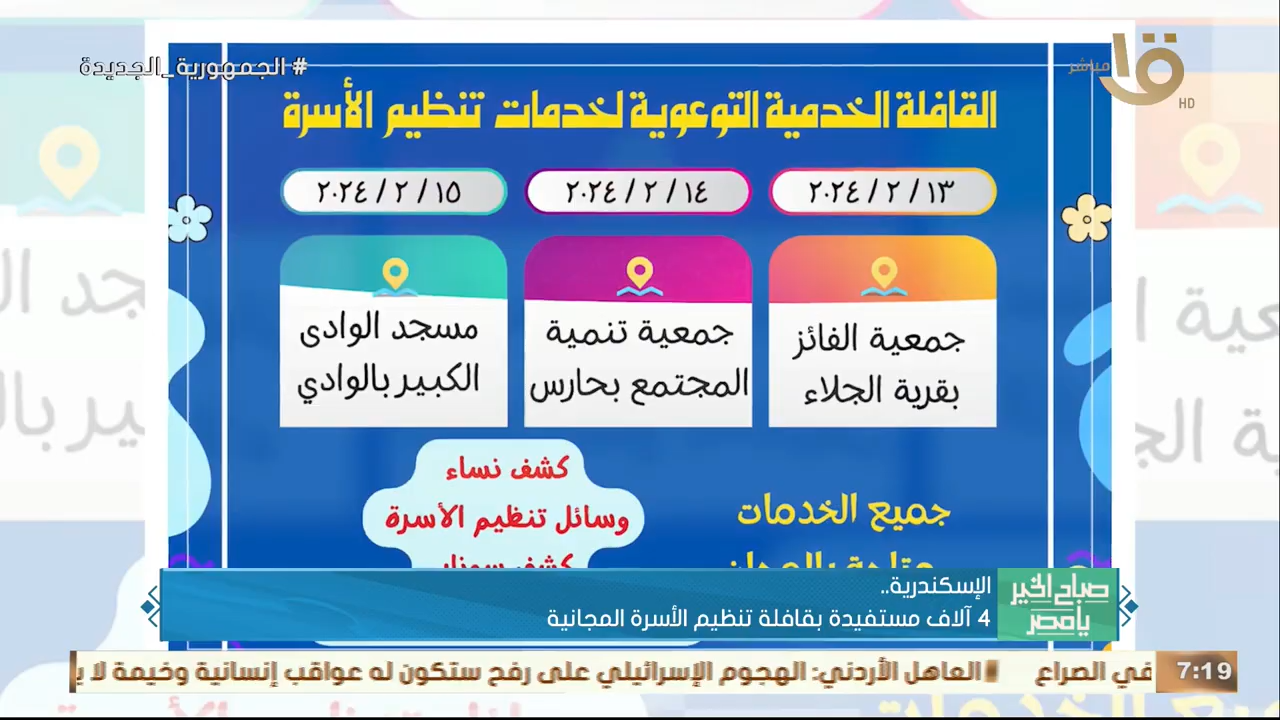 #الجمهورية_الجديدة
مباشر
HD
القافلة الخدمية التوعوية لخدمات تنظيم الأسرة
١٣ / ٢ / ٢٠٢٤
١٤ / ٢ / ٢٠٢٤
١٥ / ٢ / ٢٠٢٤
جمعية الفائز
بقرية الجلاء
جمعية تنمية
المجتمع بحارس
مسجد الوادى
الكبير بالوادي
جميع الخدمات
كشف نساء
وسائل تنظيم الأسرة
صباح الخير
يا مصر
الإسكندرية..
4 آلاف مستفيدة بقافلة تنظيم الأسرة المجانية
7:19
في الصراع
العاهل الأردني: الهجوم الإسرائيلي على رفح ستكون له عواقب إنسانية وخيمة لا